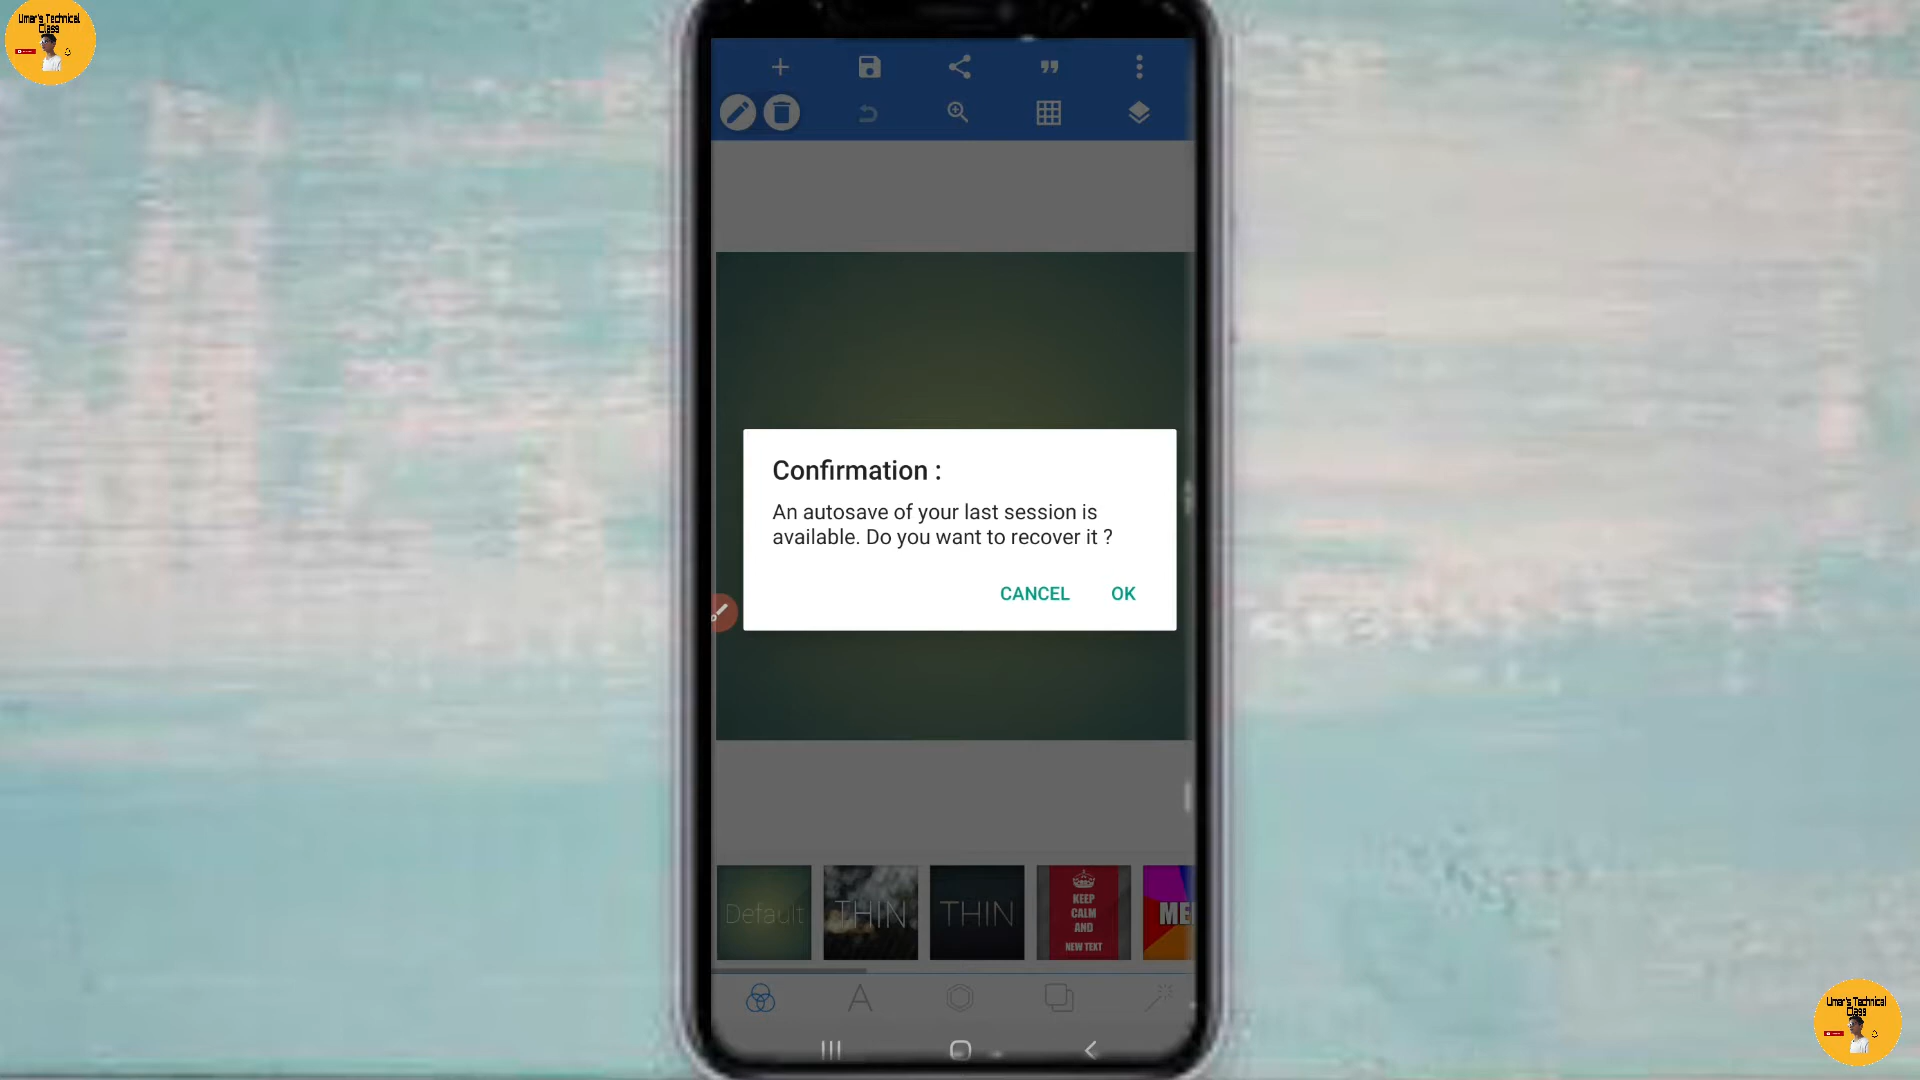 Umar's Technical
Class
Confirmation :
An autosave of your last session is
available. Do you want to recover it ?
CANCEL OK
Default
THIN
THIN
KEEP
CALM
AND
NEW TEXT
ME
Umar's Technical
Class